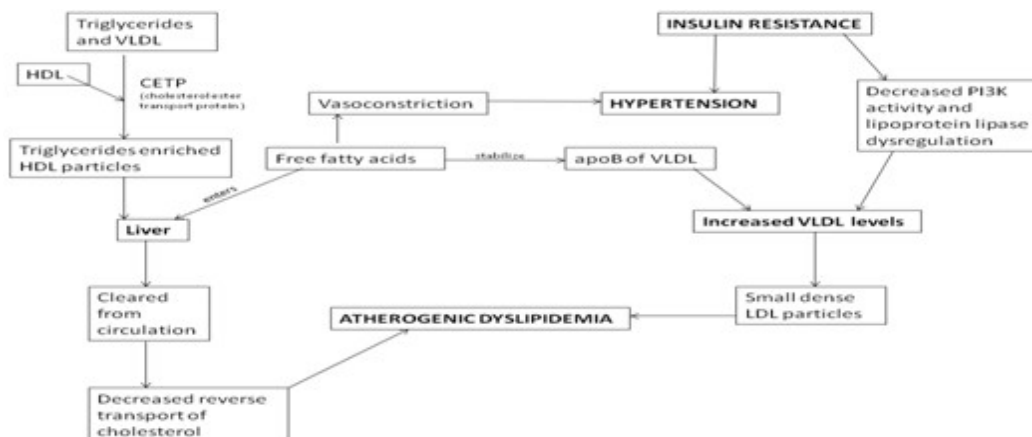 Triglycerides
and VLDL
INSULIN RESISTANCE
HDL
CETP
(cholesterolester
transport protein)
Vasoconstriction
HYPERTENSION
Decreased PI3K
activity and
lipoprotein lipase
dysregulation
Triglycerides enriched
HDL particles
Free fatty acids
stabilize
apoB of VLDL
enters
Liver
Increased VLDL levels
Cleared
from
circulation
ATHEROGENIC DYSLIPIDEMIA
Small dense
LDL particles
Decreased reverse
transport of
cholesterol